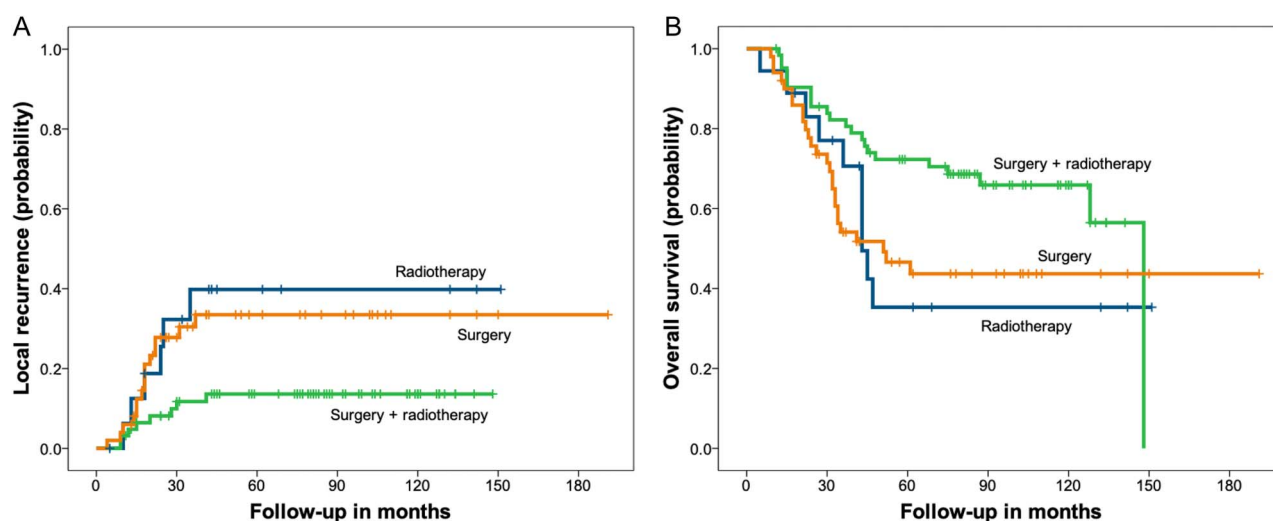 A
Local recurrence (probability)
1.0
0.8
0.6
0.4
0.2
0.0
Radiotherapy
Surgery
Surgery + radiotherapy
0 30 60 90 120 150 180
Follow-up in months
B
Overall survival (probability)
1.0
0.8
0.6
0.4
0.2
0.0
Surgery + radiotherapy
Surgery
Radiotherapy
0 30 60 90 120 150 180
Follow-up in months